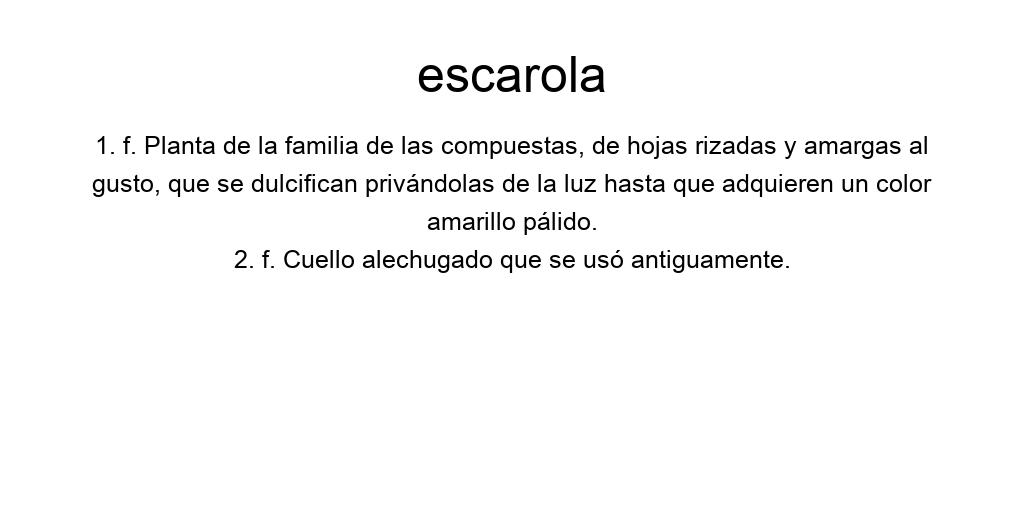 escarola
1. f. Planta de la familia de las compuestas, de hojas rizadas y amargas al
gusto, que se dulcifican privándolas de la luz hasta que adquieren un color
amarillo pálido.
2. f. Cuello alechugado que se usó antiguamente.